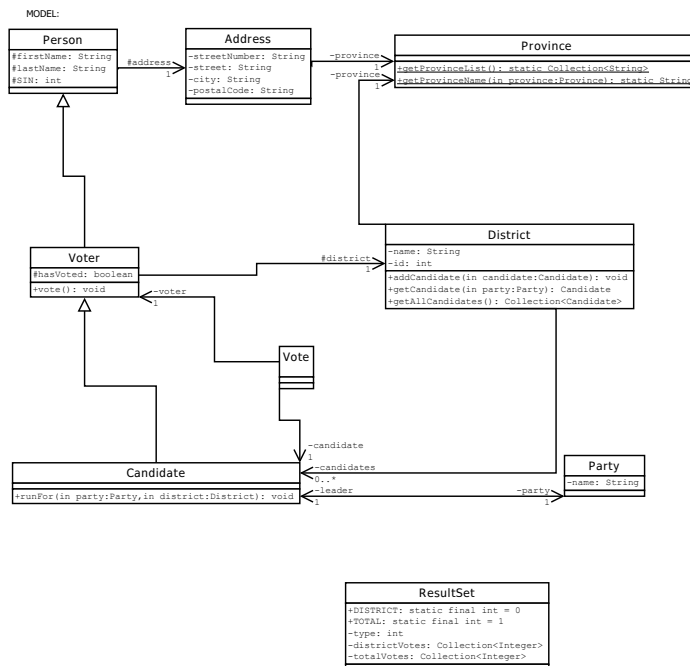 MODEL:
Person
#firstName: String
#lastName: String
#SIN: int
#address
1
Address
-streetNumber: String
-street: String
-city: String
-postalCode: String
-province
1
-province
1
Province
+getProvinceList(): static Collection<String>
+getProvinceName(in province:Province): static String
Voter
#hasVoted: boolean
+vote(): void
#district
1
District
-name: String
-id: int
+addCandidate(in candidate:Candidate): void
+getCandidate(in party:Party): Candidate
+getAllCandidates(): Collection<Candidate>
-voter
1
Vote
-candidate
1
Candidate
+runFor(in party:Party,in district:District): void
-candidates
0..*
-leader
1
-party
1
Party
-name: String
ResultSet
+DISTRICT: static final int = 0
+TOTAL: static final int = 1
-type: int
-districtVotes: Collection<Integer>
-totalVotes: Collection<Integer>